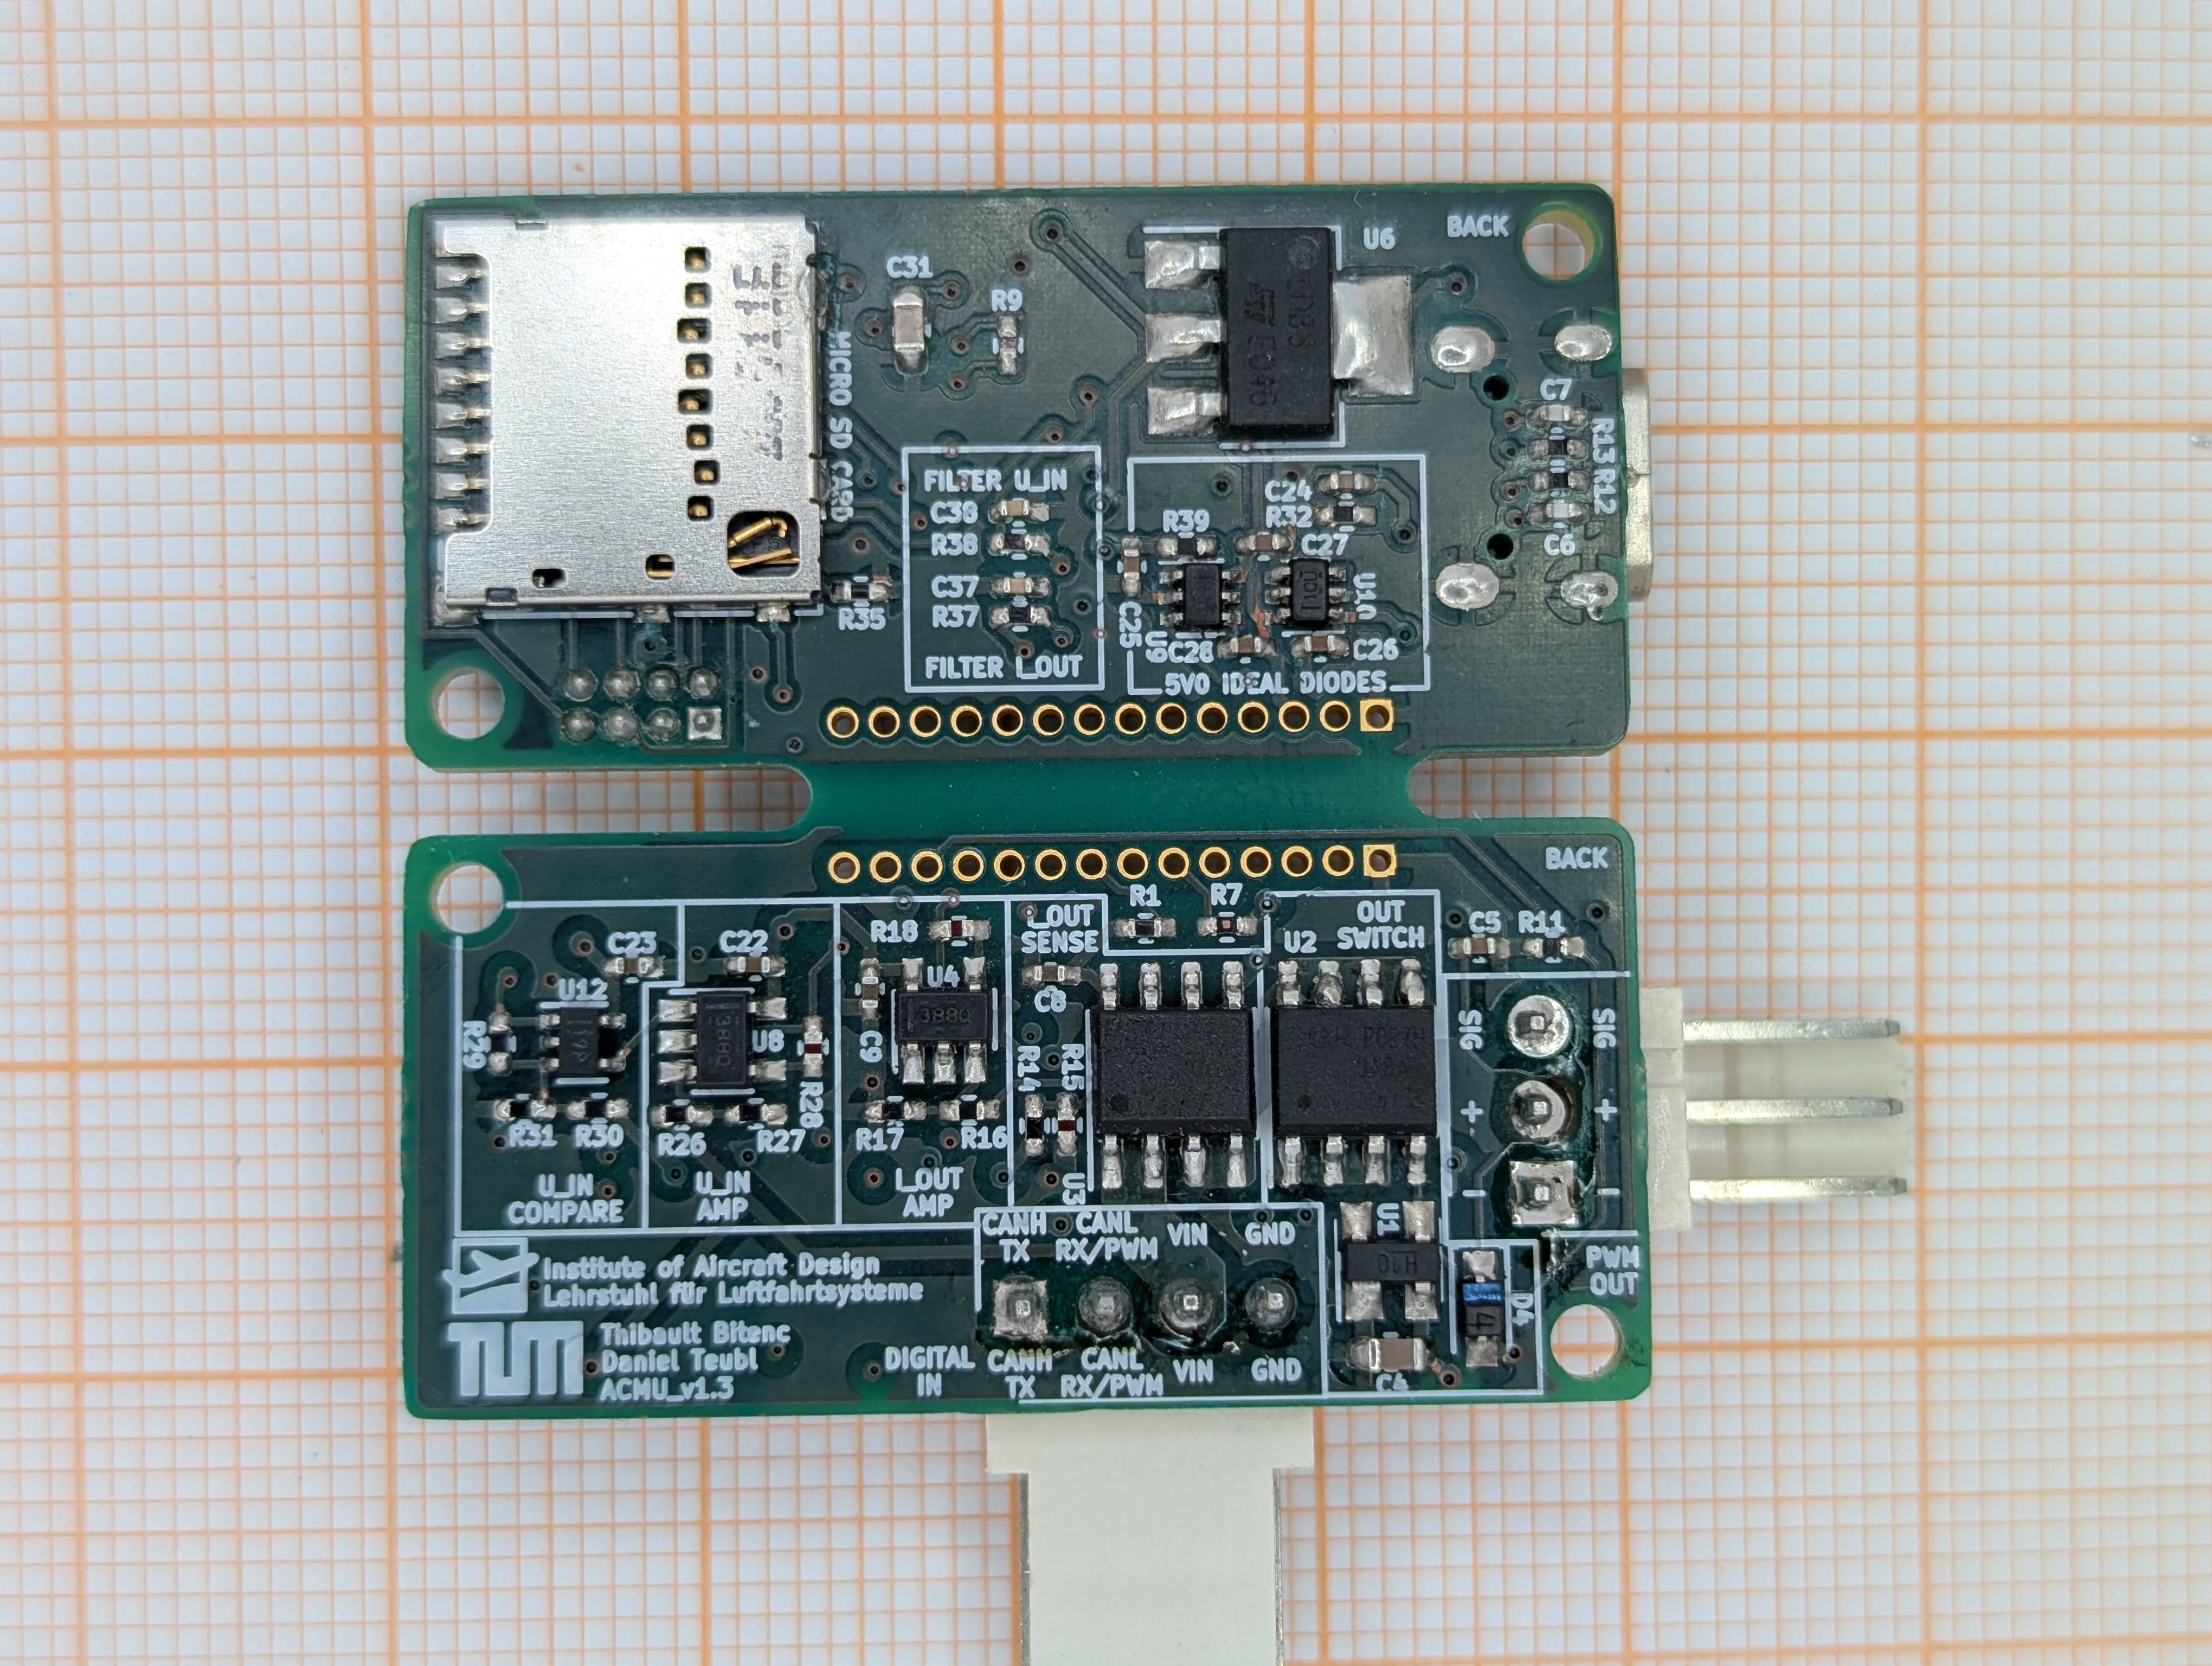 BACK
U6
C31
R9
MICRO SD CARD
C7
R13 R12
C6
FILTER U_IN
C38
R38
C37
R37
FILTER I_OUT
R35
C24
R32
R39
C27
U10
C25
U9
C28
C26
5V0 IDEAL DIODES
BACK
R1
R7
I_OUT
SENSE
OUT
SWITCH
U2
C5
R11
C23
C22
R18
U4
388Q
C9
C8
U12
R29
U8
388Q
R28
R14
R15
R31
R30
R26
R27
R17
R16
U3
SIG
SIG
+
+
-
-
U_IN
COMPARE
U_IN
AMP
I_OUT
AMP
CANH
TX
CANL
RX/PWM
VIN
GND
U1
H10
PWM
OUT
D4
C4
Institute of Aircraft Design
Lehrstuhl für Luftfahrtsysteme
TUM
Thibault Bitenc
Daniel Teubl
ACMU_v1.3
DIGITAL
IN
CANH
TX
CANL
RX/PWM
VIN
GND